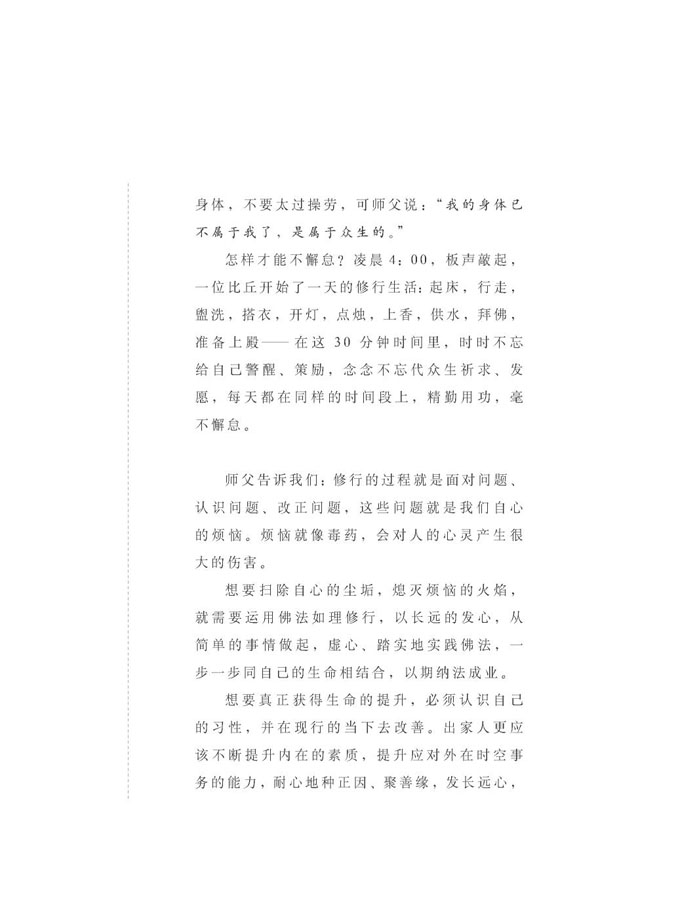 身体，不要太过操劳，可师父说：“我的身体已
不属于我了，是属于众生的。”
怎样才能不懈怠？凌晨 4：00，板声敲起，
一位比丘开始了一天的修行生活：起床，行走，
盥洗，搭衣，开灯，点烛，上香，供水，拜佛，
准备上殿——在这 30 分钟时间里，时时不忘
给自己警醒、策励，念念不忘代众生祈求、发
愿，每天都在同样的时间段上，精勤用功，毫
不懈怠。
师父告诉我们：修行的过程就是面对问题、
认识问题、改正问题，这些问题就是我们自心
的烦恼。烦恼就像毒药，会对人的心灵产生很
大的伤害。
想要扫除自心的尘垢，熄灭烦恼的火焰，
就需要运用佛法如理修行，以长远的发心，从
简单的事情做起，虚心、踏实地实践佛法，一
步一步同自己的生命相结合，以期纳法成业。
想要真正获得生命的提升，必须认识自己
的习性，并在现行的当下去改善。出家人更应
该不断提升内在的素质，提升应对外在时空事
务的能力，耐心地种正因、聚善缘，发长远心，